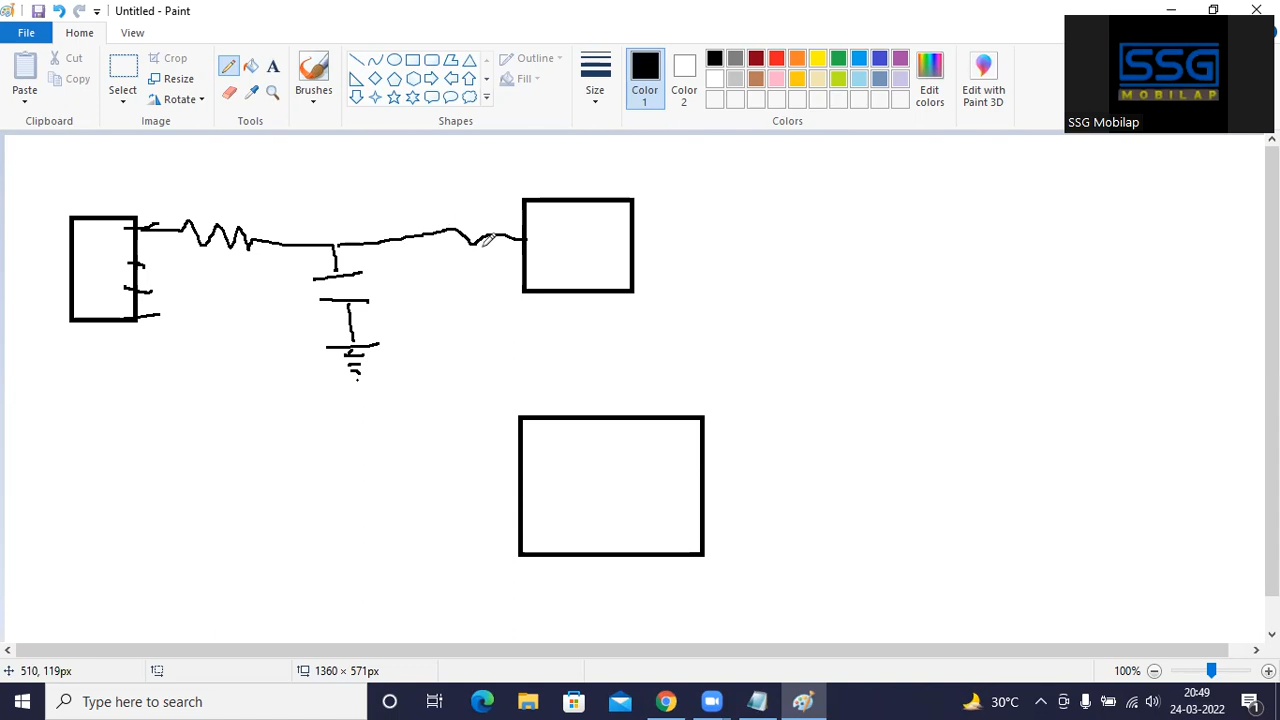 Untitled - Paint
File Home View
Paste
Cut
Copy
Clipboard
Select
Crop
Resize
Rotate
Image
Tools
Brushes
Outline
Fill
Shapes
Size
Color 1
Color 2
Edit colors
Edit with Paint 3D
Colors
SSG
MOBILAP
SSG Mobilap
510, 119px
1360 × 571px
100%
Type here to search
30°C
20:49
24-03-2022
1